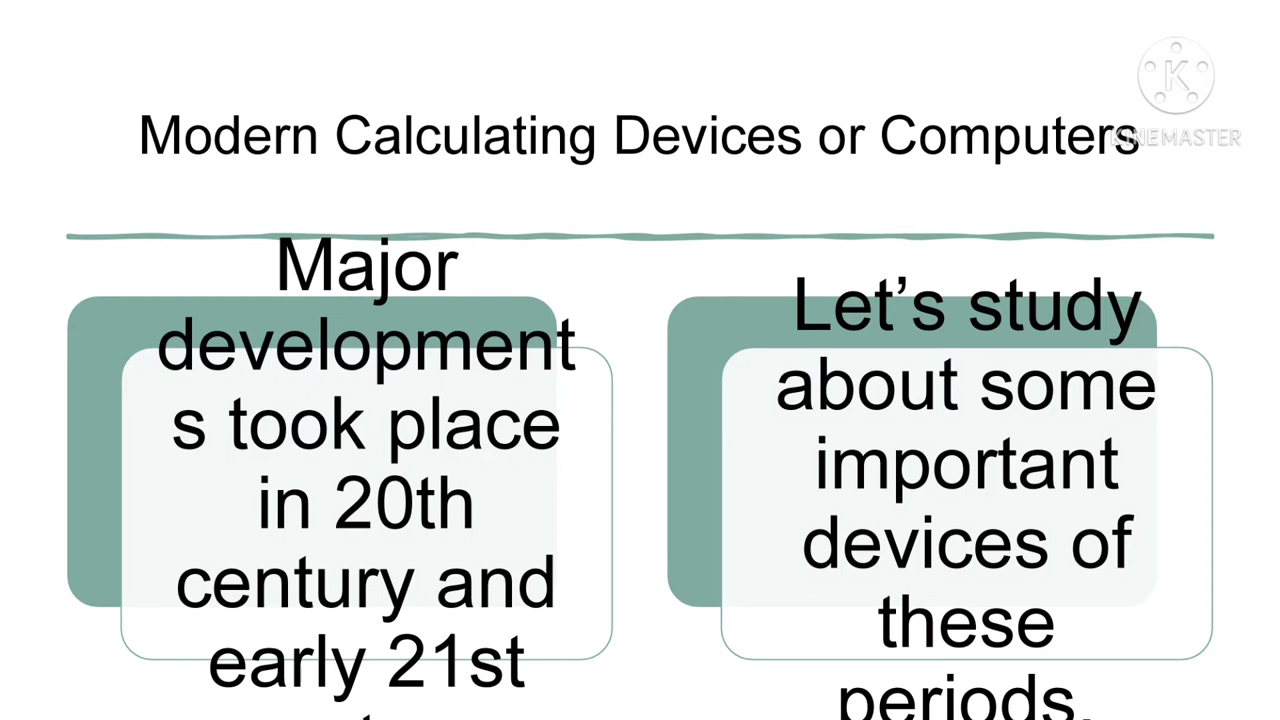 K
KINEMASTER
Modern Calculating Devices or Computers
Major
development
s took place
in 20th
century and
early 21st
Let’s study
about some
important
devices of
these
periods.